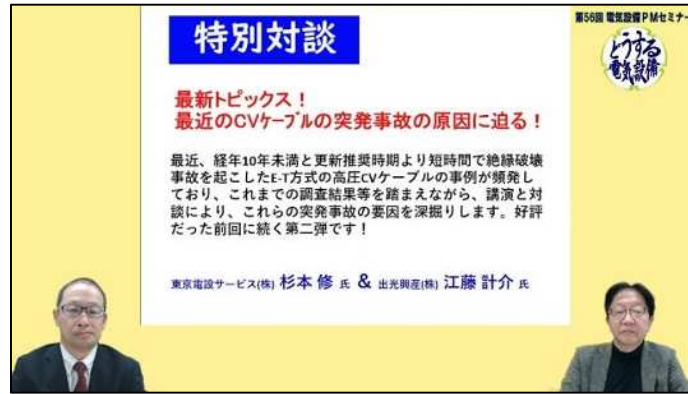 第56回 電気設備PMセミナー
どうする
電気設備
特別対談
最新トピックス！
最近のCVケーブルの突発事故の原因に迫る！
最近、経年10年未満と更新推奨時期より短時間で絶縁破壊
事故を起こしたE-T方式の高圧CVケーブルの事例が頻発し
ており、これまでの調査結果等を踏まえながら、講演と対
談により、これらの突発事故の要因を深掘りします。好評
だった前回に続く第二弾です！
東京電設サービス(株) 杉本 修 氏 & 出光興産(株) 江藤 計介 氏